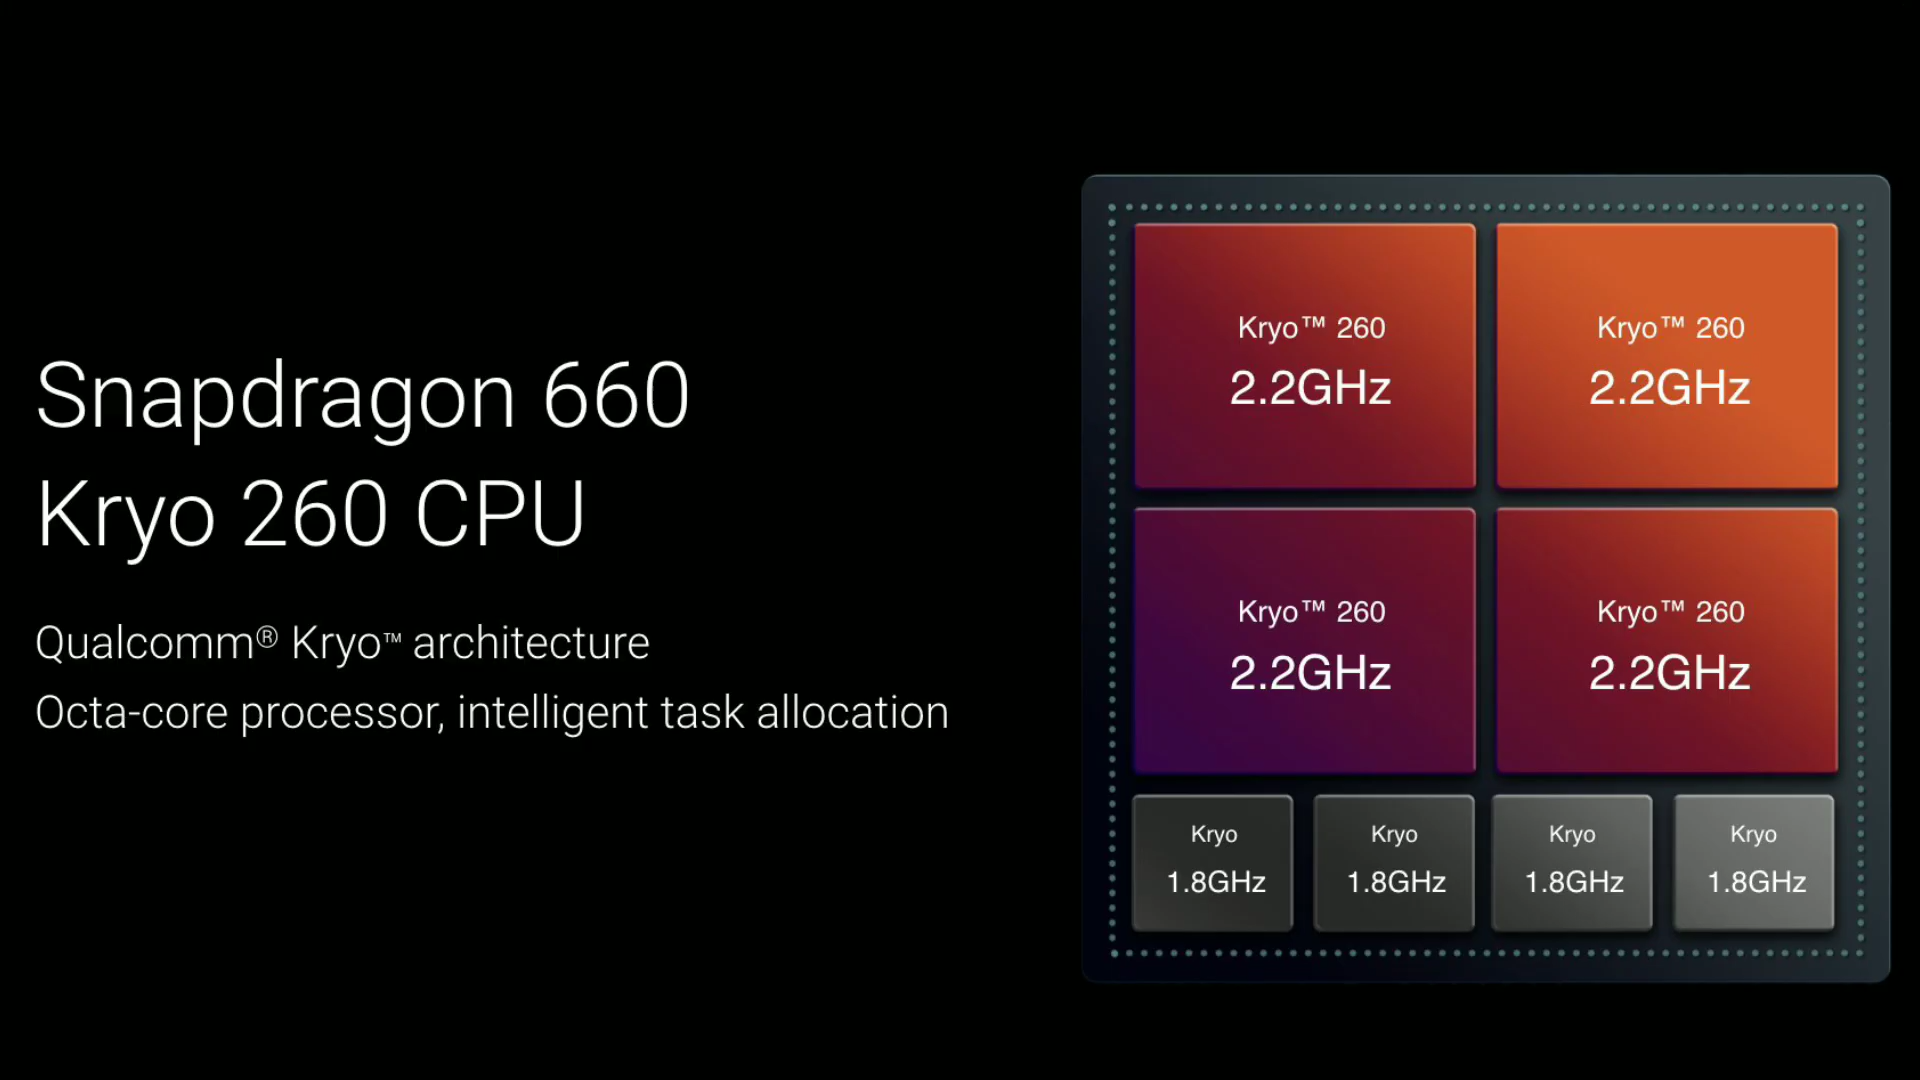 Snapdragon 660
Kryo 260 CPU
Qualcomm® Kryo™ architecture
Octa-core processor, intelligent task allocation
Kryo™ 260
2.2GHz
Kryo™ 260
2.2GHz
Kryo™ 260
2.2GHz
Kryo™ 260
2.2GHz
Kryo
1.8GHz
Kryo
1.8GHz
Kryo
1.8GHz
Kryo
1.8GHz